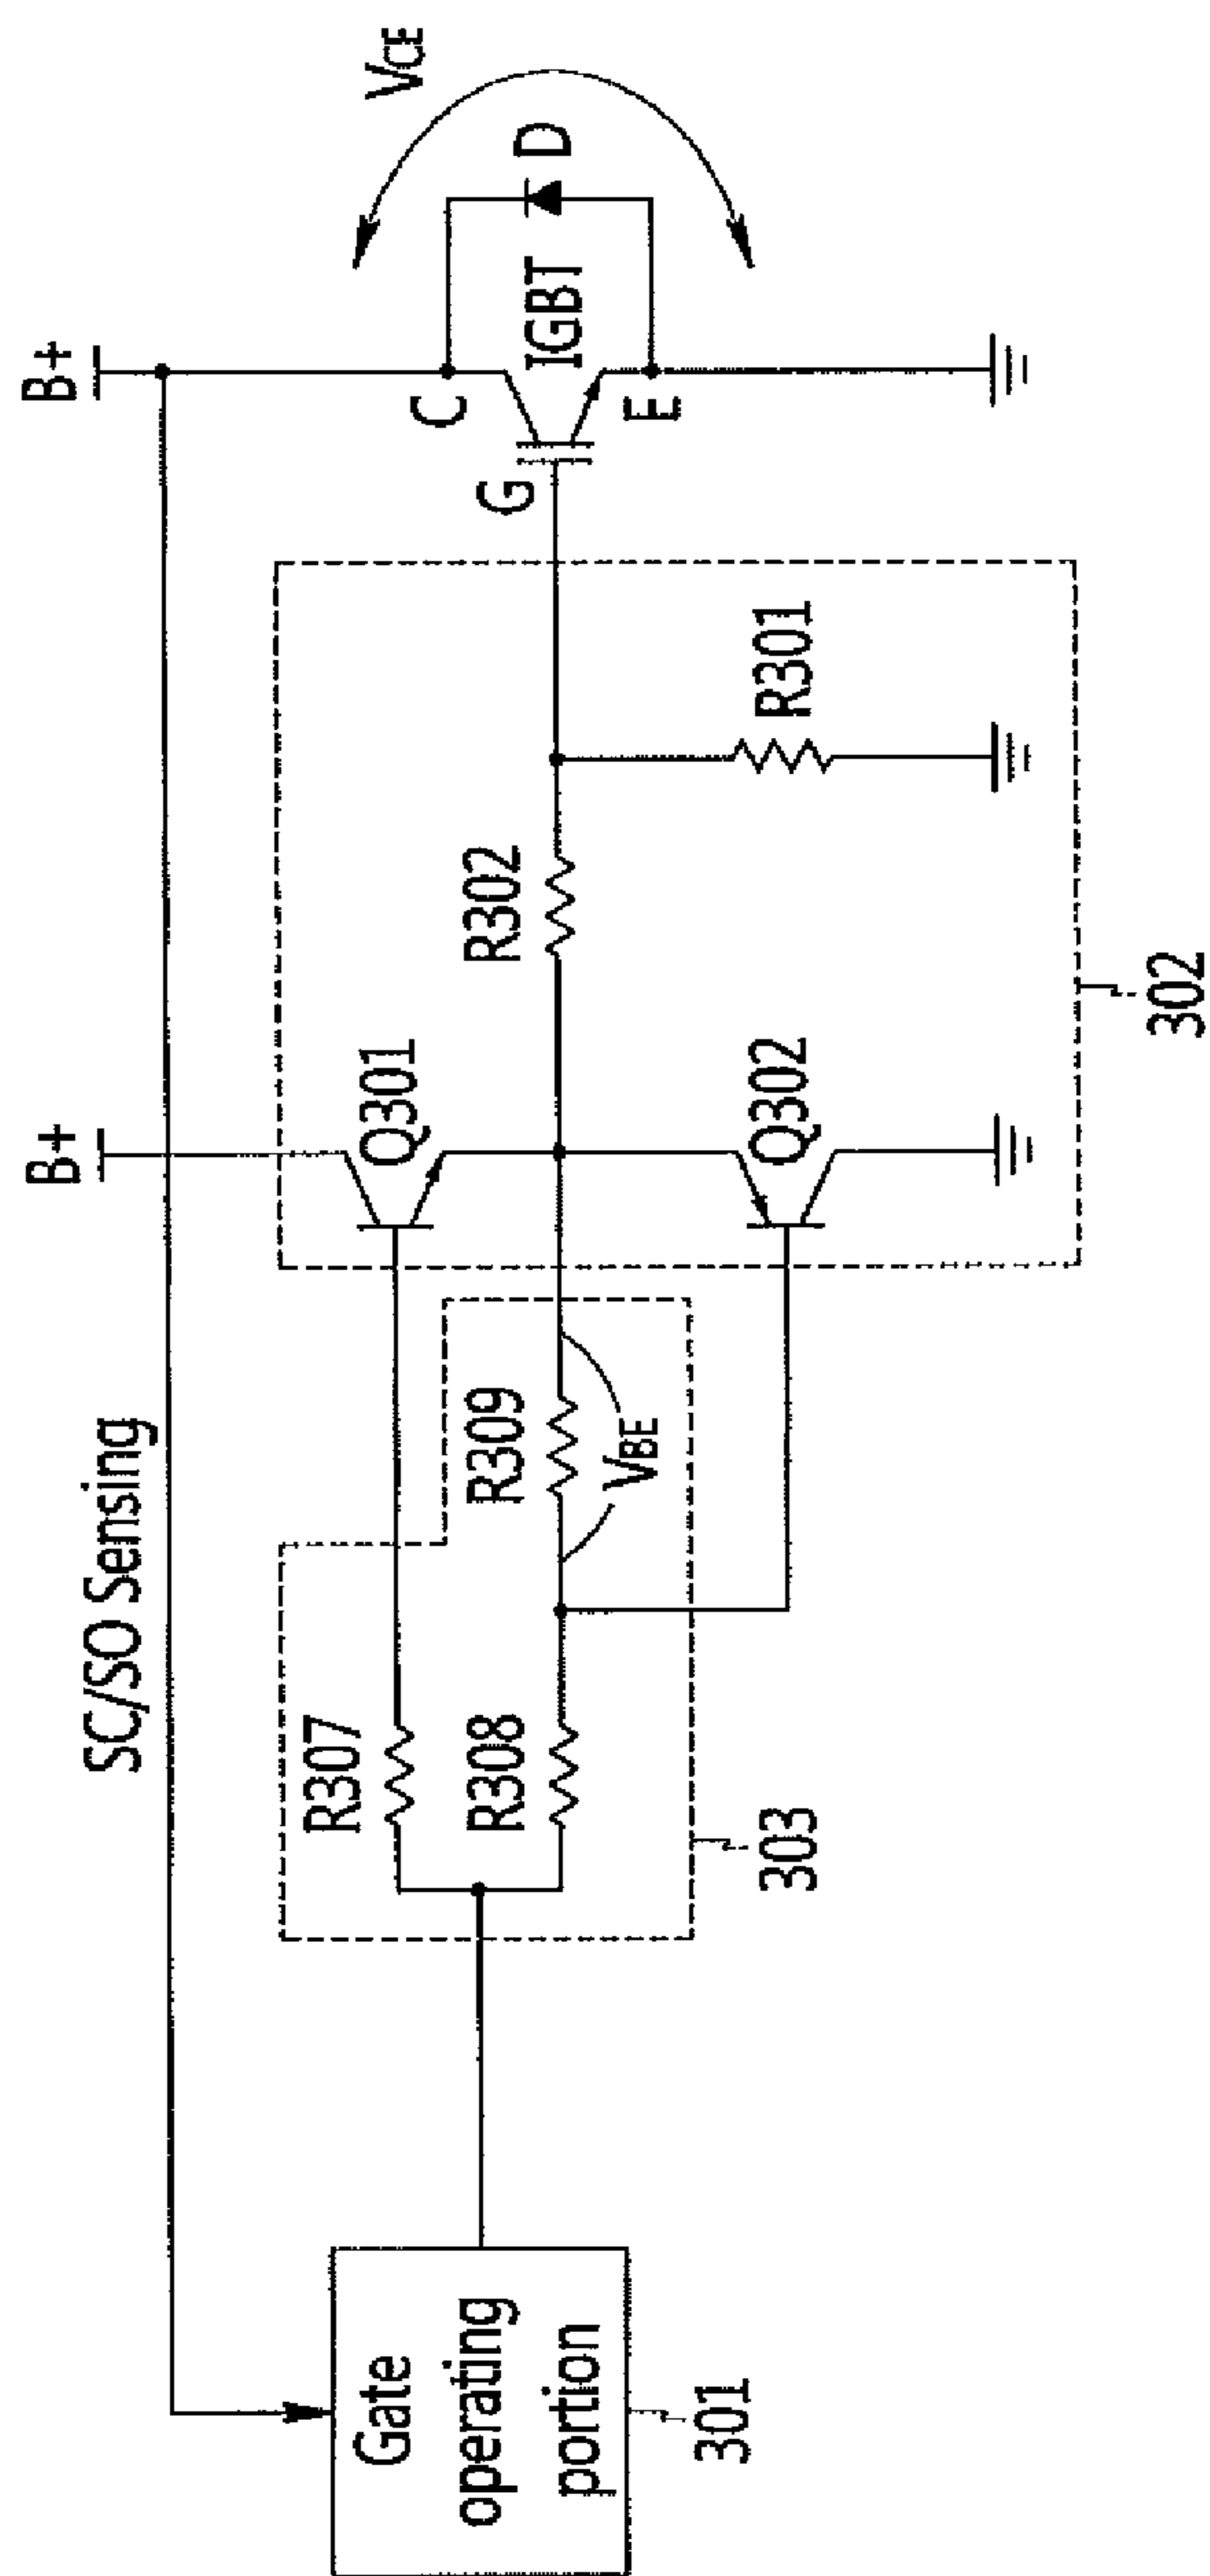 SC/SO Sensing
B+
B+
VCE
R307
R308
R309
VBE
Q301
Q302
R302
R301
C
G
E
IGBT
D
Gate
operating
portion
301
303
302